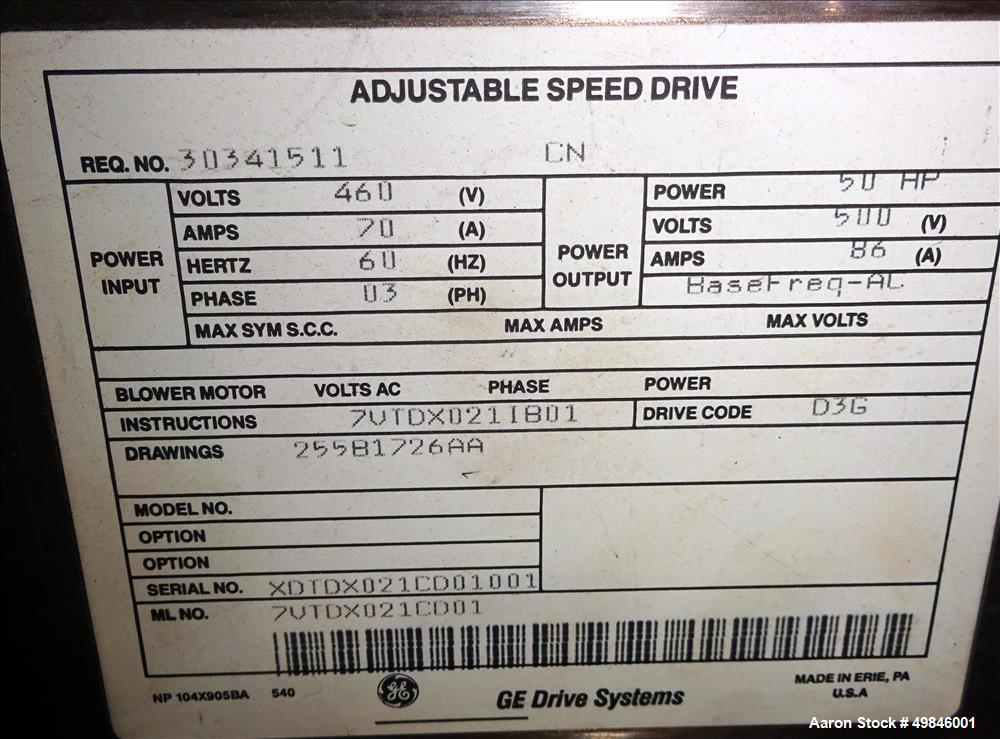 ADJUSTABLE SPEED DRIVE
REQ. NO. 30341511 CN
POWER INPUT
VOLTS 460 (V)
AMPS 70 (A)
HERTZ 60 (HZ)
PHASE 03 (PH)
POWER OUTPUT
POWER 50 HP
VOLTS 500 (V)
AMPS 86 (A)
BaseFreq-AC
MAX SYM S.C.C. MAX AMPS MAX VOLTS
BLOWER MOTOR VOLTS AC PHASE POWER
INSTRUCTIONS 7VTDX021IB01 DRIVE CODE D3G
DRAWINGS 255B1726AA
MODEL NO.
OPTION
OPTION
SERIAL NO. XDTDX021CD01001
ML NO. 7VTDX021CD01
NP 104X905BA 540 GE GE Drive Systems MADE IN ERIE, PA
U.S.A
Aaron Stock # 49846001